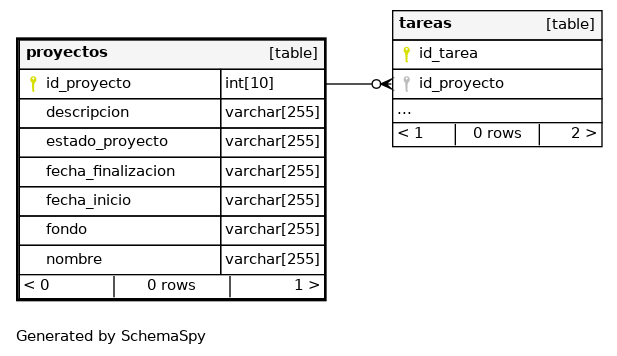 proyectos [table]
id_proyecto int[10]
descripcion varchar[255]
estado_proyecto varchar[255]
fecha_finalizacion varchar[255]
fecha_inicio varchar[255]
fondo varchar[255]
nombre varchar[255]
< 0 0 rows 1 >
tareas [table]
id_tarea
id_proyecto
...
< 1 0 rows 2 >
Generated by SchemaSpy